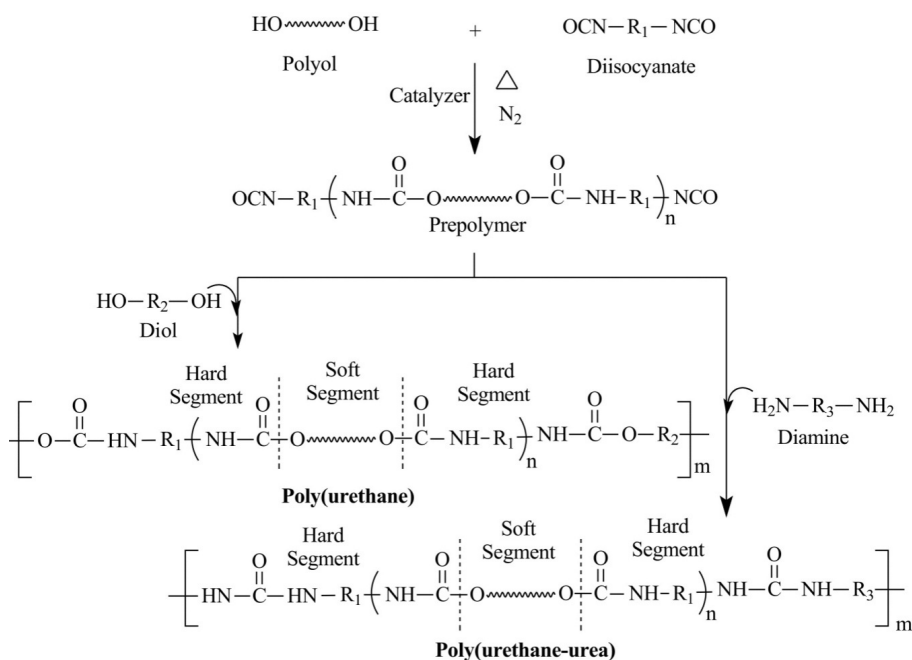 HO OH + OCN–R1–NCO
Polyol Diisocyanate
Catalyzer △
N2
O O
OCN–R1(NH–C–O O–C–NH–R1)n NCO
Prepolymer
HO–R2–OH
Diol
Hard Segment Soft Segment Hard Segment
H2N–R3–NH2
Diamine
O O O O
[O–C–HN–R1(NH–C–O O–C–NH–R1)n NH–C–O–R2]m
Poly(urethane)
Hard Segment Soft Segment Hard Segment
O O O O
[HN–C–HN–R1(NH–C–O O–C–NH–R1)n NH–C–NH–R3]m
Poly(urethane-urea)